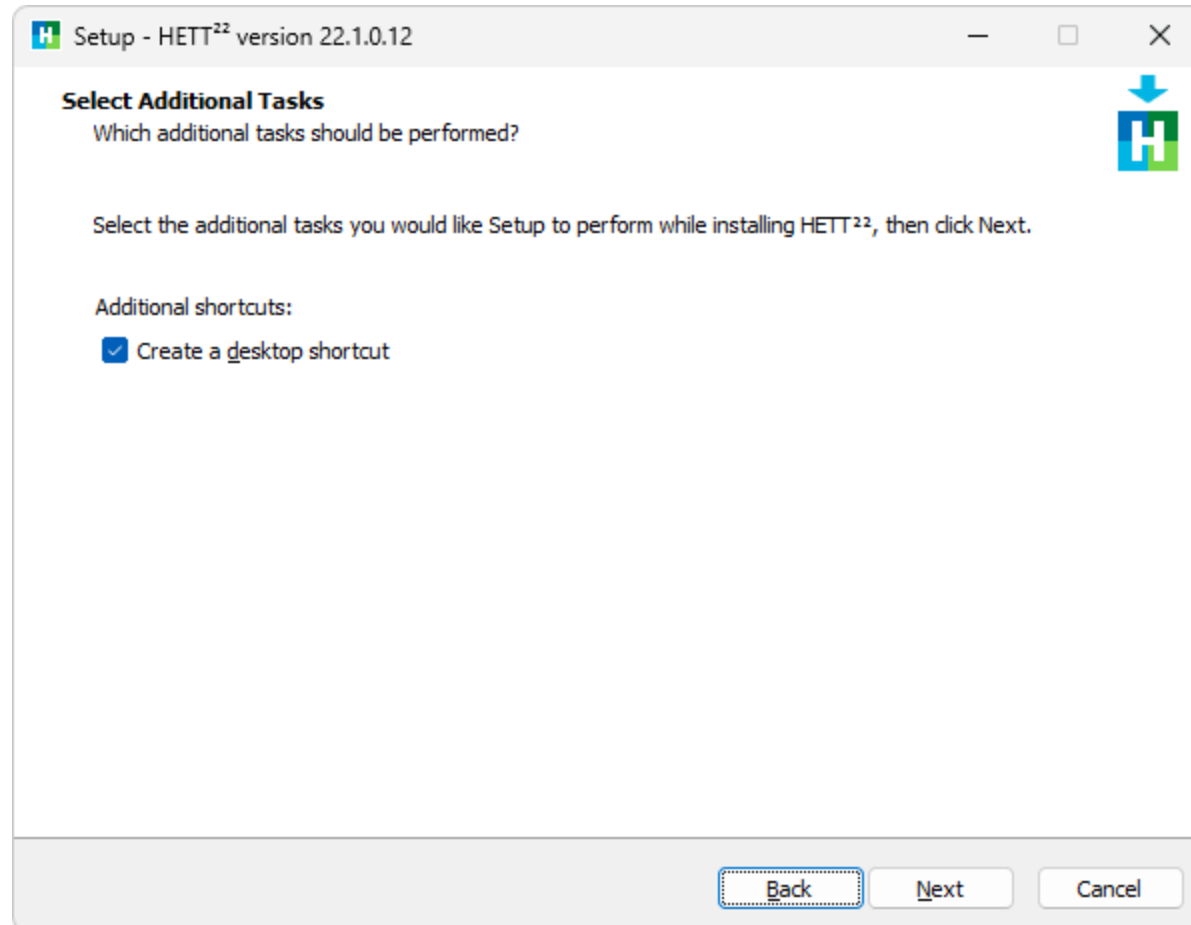 H Setup - HETT²² version 22.1.0.12
Select Additional Tasks
Which additional tasks should be performed?
H
Select the additional tasks you would like Setup to perform while installing HETT²², then click Next.
Additional shortcuts:
Create a desktop shortcut
Back Next Cancel